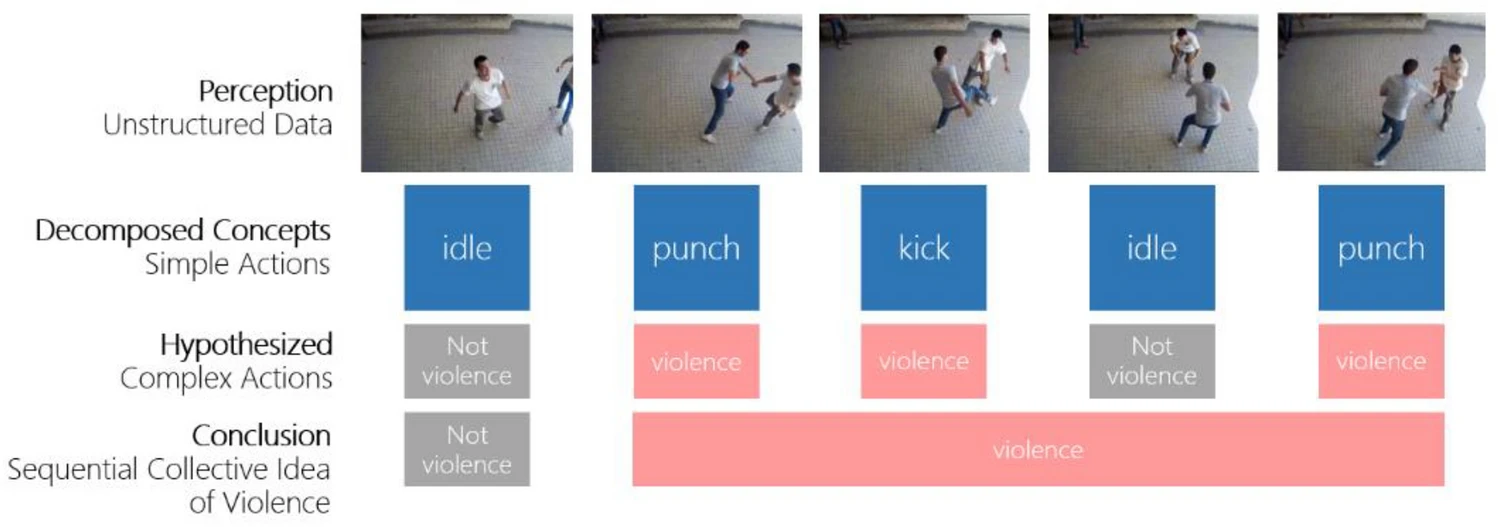 Perception
Unstructured Data
Decomposed Concepts
Simple Actions
idle
punch
kick
idle
punch
Hypothesized
Complex Actions
Not
violence
violence
violence
Not
violence
violence
Conclusion
Sequential Collective Idea
of Violence
Not
violence
violence